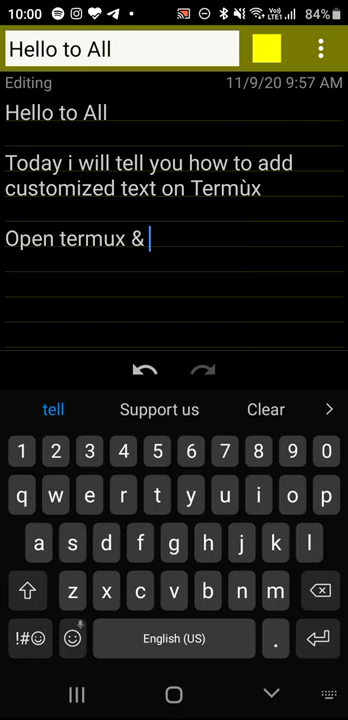 10:00
Vo)) LTE1
84%
Hello to All
Editing
11/9/20 9:57 AM
Hello to All
Today i will tell you how to add
customized text on Termùx
Open termux &
tell
Support us
Clear
1 2 3 4 5 6 7 8 9 0
q w e r t y u i o p
a s d f g h j k l
z x c v b n m
!#☺
English (US)
.